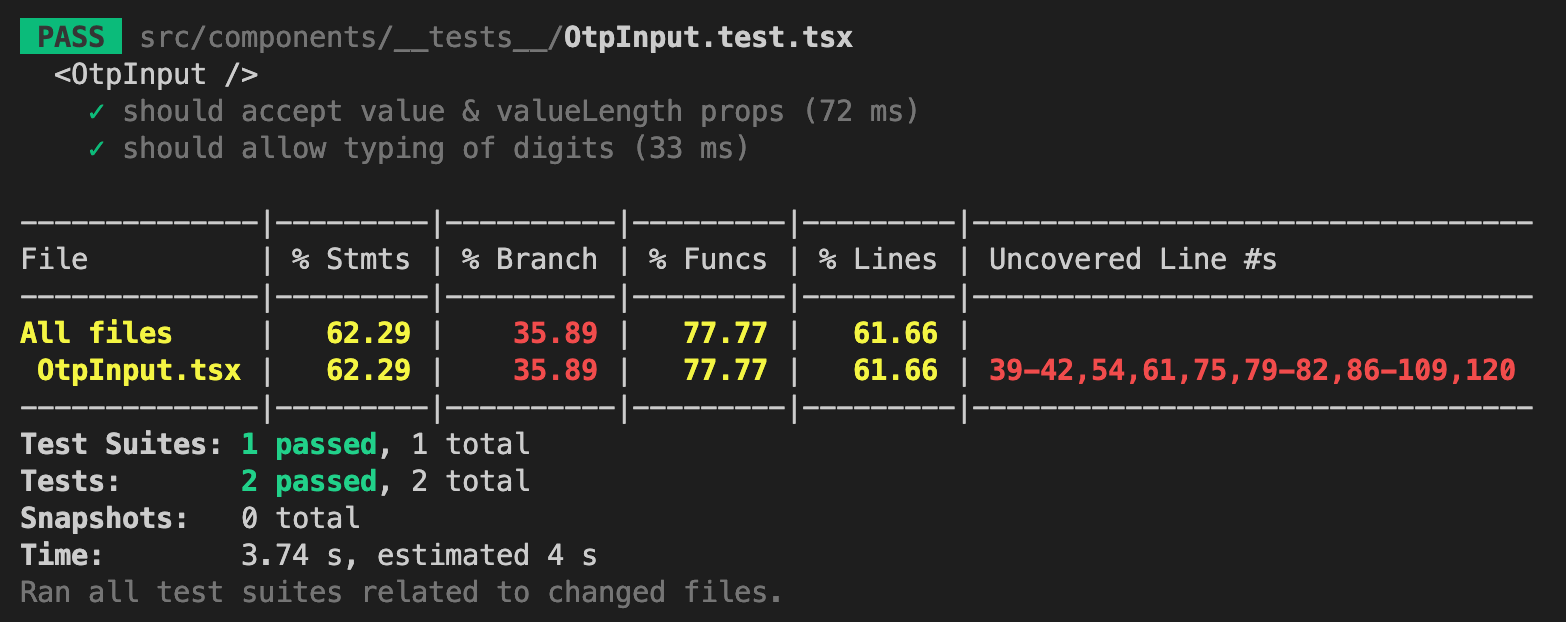 PASS src/components/__tests__/OtpInput.test.tsx
<OtpInput />
✓ should accept value & valueLength props (72 ms)
✓ should allow typing of digits (33 ms)
--------------|---------|----------|---------|---------|---------------------------------
File | % Stmts | % Branch | % Funcs | % Lines | Uncovered Line #s
--------------|---------|----------|---------|---------|---------------------------------
All files | 62.29 | 35.89 | 77.77 | 61.66 |
OtpInput.tsx | 62.29 | 35.89 | 77.77 | 61.66 | 39-42,54,61,75,79-82,86-109,120
--------------|---------|----------|---------|---------|---------------------------------
Test Suites: 1 passed, 1 total
Tests: 2 passed, 2 total
Snapshots: 0 total
Time: 3.74 s, estimated 4 s
Ran all test suites related to changed files.